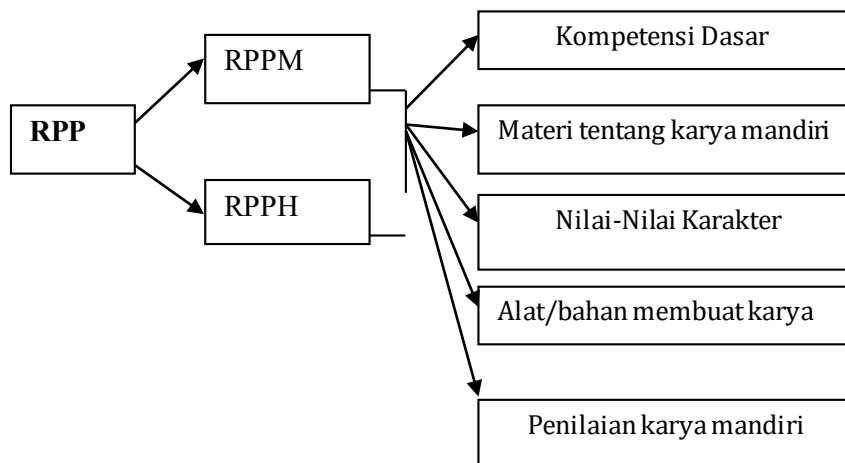 RPP
RPPM
RPPH
Kompetensi Dasar
Materi tentang karya mandiri
Nilai-Nilai Karakter
Alat/bahan membuat karya
Penilaian karya mandiri